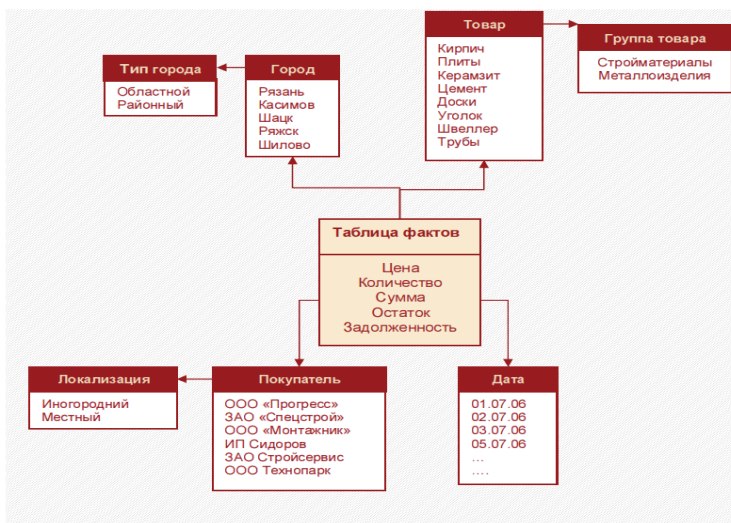 Товар
Кирпич
Плиты
Керамзит
Цемент
Доски
Уголок
Швеллер
Трубы
Группа товара
Стройматериалы
Металлоизделия
Тип города
Областной
Районный
Город
Рязань
Касимов
Шацк
Ряжск
Шилово
Таблица фактов
Цена
Количество
Сумма
Остаток
Задолженность
Локализация
Иногородний
Местный
Покупатель
ООО «Прогресс»
ЗАО «Спецстрой»
ООО «Монтажник»
ИП Сидоров
ЗАО Стройсервис
ООО Технопарк
Дата
01.07.06
02.07.06
03.07.06
05.07.06
...
....